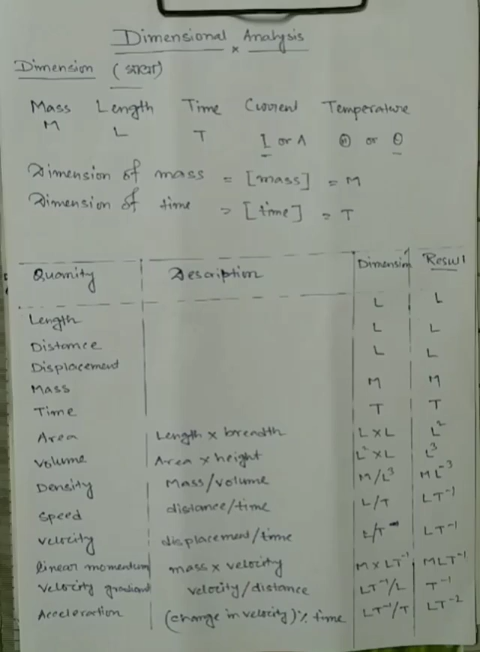 Dimensional Analysis
Dimension
Mass Length Time Current Temperature
M L T I or A Θ or θ
Dimension of mass = [mass] = M
Dimension of time = [time] = T
Quanity Description Dimension Result
Length L L
Distance L L
Displacement L L
Mass M M
Time T T
Area Length x breadth L x L L²
Volume Area x height L² x L L³
Density Mass/volume M/L³ ML⁻³
Speed distance/time L/T LT⁻¹
Velocity displacement/time L/T LT⁻¹
linear momentum mass x velocity M x LT⁻¹ MLT⁻¹
Velocity gradient velocity/distance LT⁻¹/L T⁻¹
Acceleration (change in velocity)% time LT⁻¹/T LT⁻²